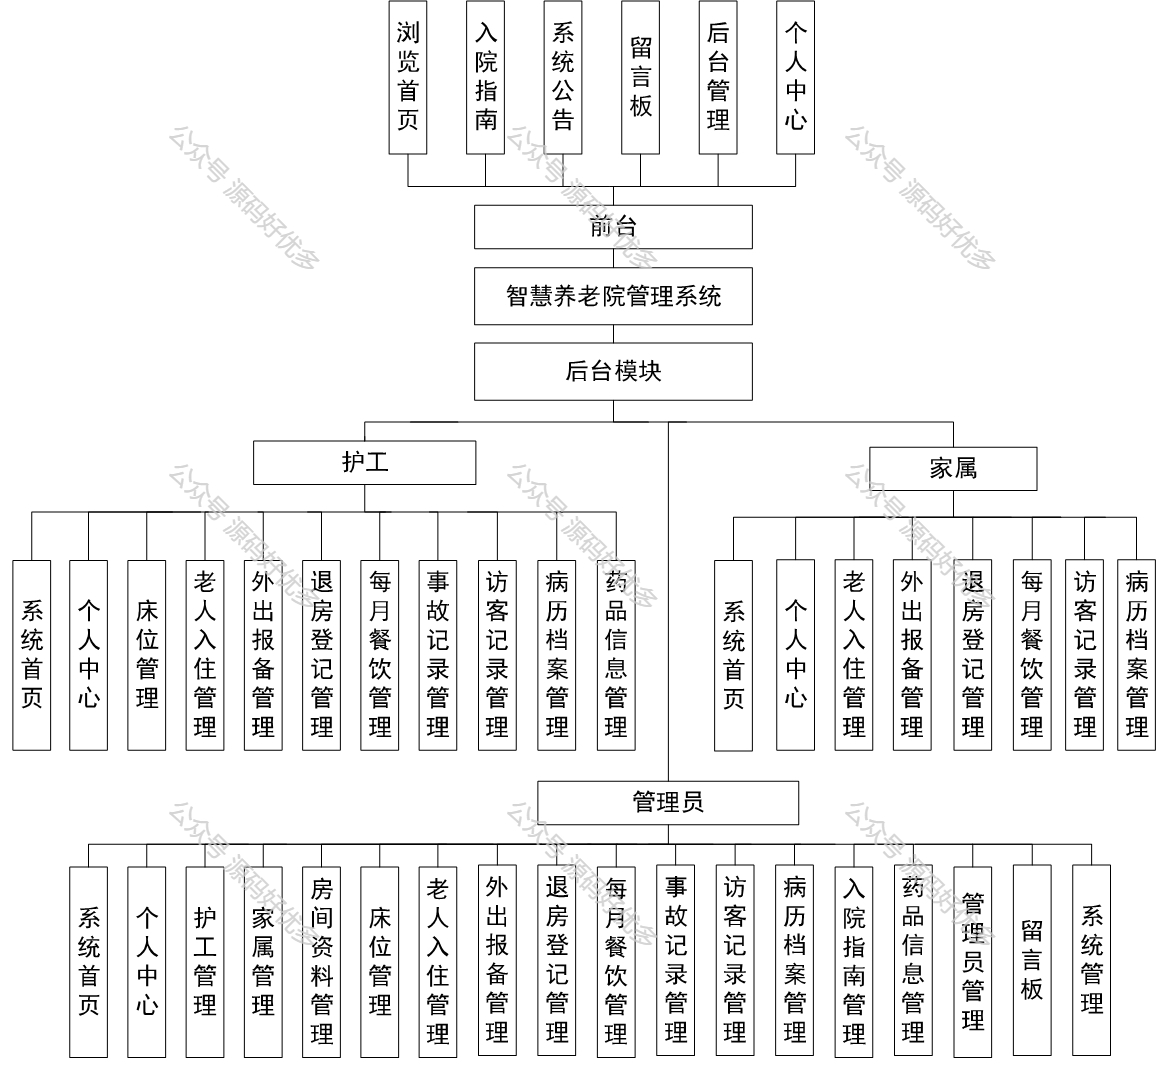 浏览首页
入院指南
系统公告
留言板
后台管理
个人中心
前台
智慧养老院管理系统
后台模块
护工
家属
系统首页
个人中心
床位管理
老人入住管理
外出报备管理
退房登记管理
每月餐饮管理
事故记录管理
访客记录管理
病历档案管理
药品信息管理
系统首页
个人中心
老人入住管理
外出报备管理
退房登记管理
每月餐饮管理
访客记录管理
病历档案管理
管理员
系统首页
个人中心
护工管理
家属管理
房间资料管理
床位管理
老人入住管理
外出报备管理
退房登记管理
每月餐饮管理
事故记录管理
访客记录管理
病历档案管理
入院指南管理
药品信息管理
管理员管理
留言板
系统管理
公众号 源码好优多
公众号 源码好优多
公众号 源码好优多
公众号 源码好优多
公众号 源码好优多
公众号 源码好优多
公众号 源码好优多
公众号 源码好优多
公众号 源码好优多